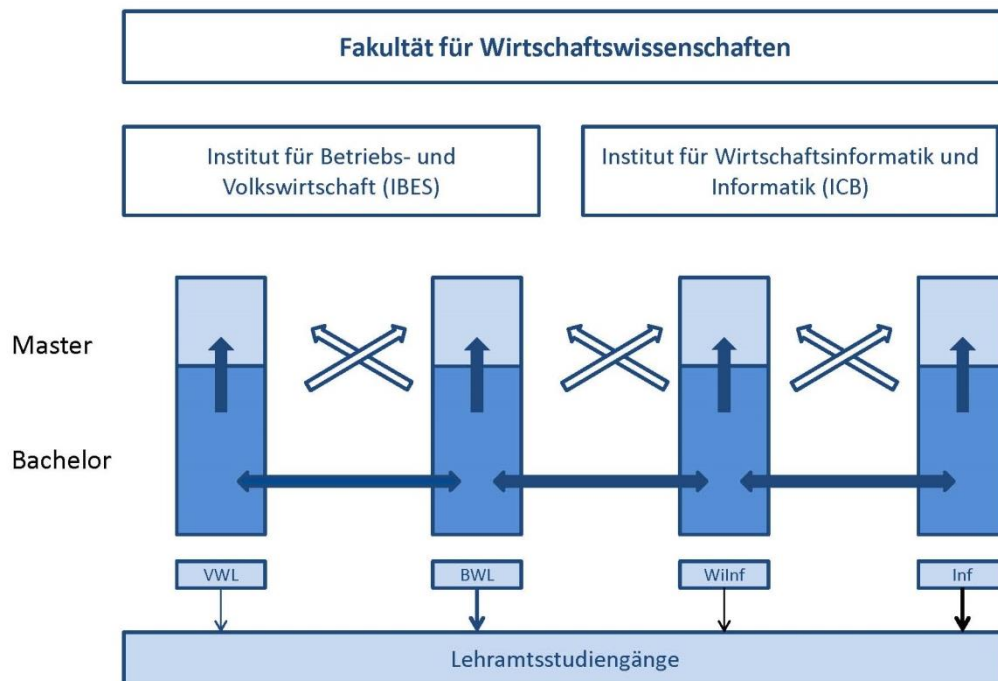 Fakultät für Wirtschaftswissenschaften
Institut für Betriebs- und
Volkswirtschaft (IBES)
Institut für Wirtschaftsinformatik und
Informatik (ICB)
Master
Bachelor
VWL
BWL
WiInf
Inf
Lehramtsstudiengänge